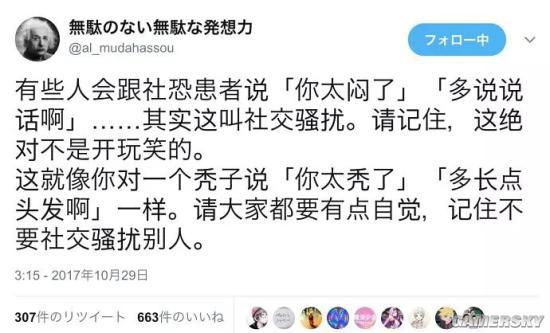 無駄のない無駄な発想力
@al_mudahassou
フォロー中
有些人会跟社恐患者说「你太闷了」「多说说
话啊」……其实这叫社交骚扰。请记住，这绝
对不是开玩笑的。
这就像你对一个秃子说「你太秃了」「多长点
头发啊」一样。请大家都要有点自觉，记住不
要社交骚扰别人。
3:15 - 2017年10月29日
307件のリツイート 663件のいいね
GAMERSKY